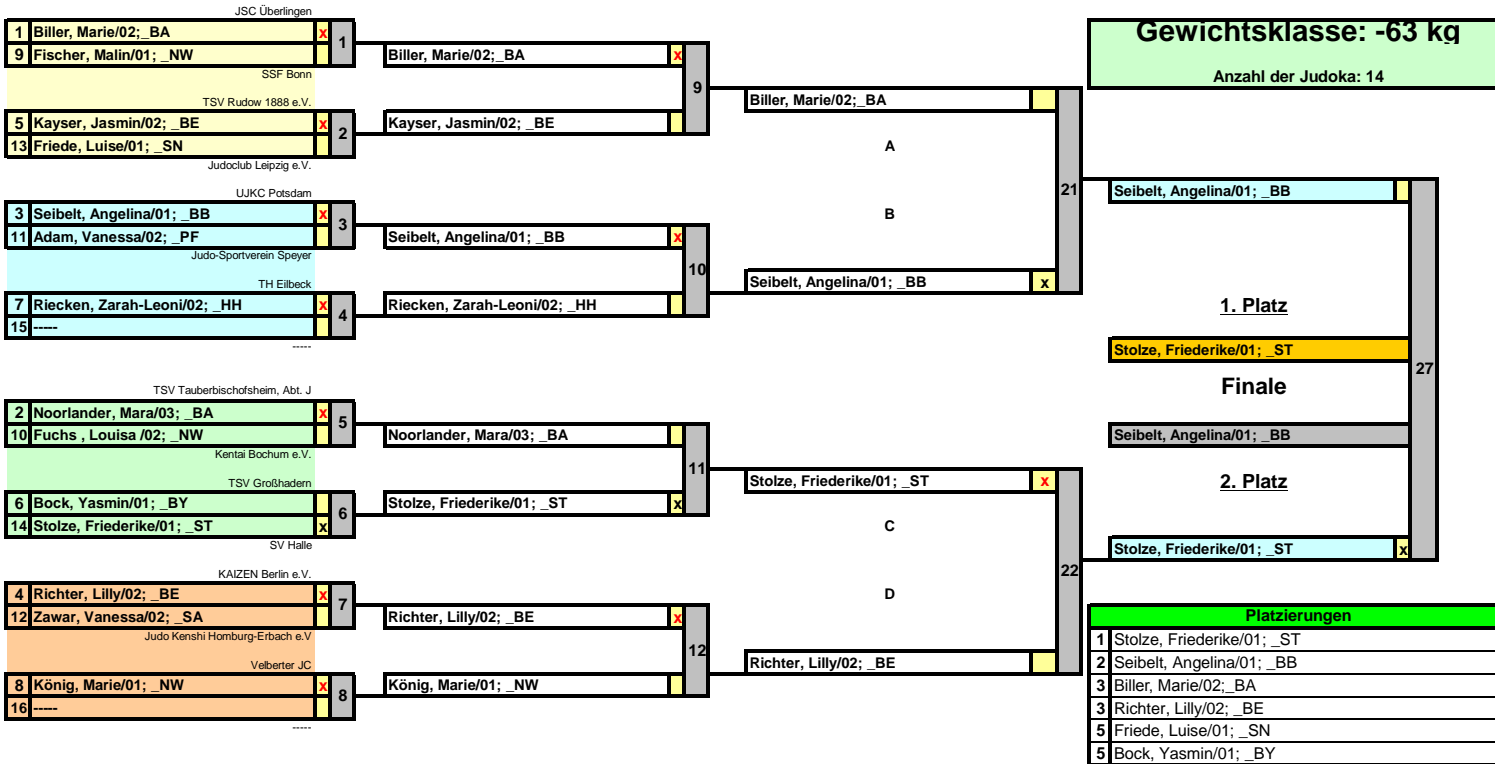 JSC Überlingen
1 Biller, Marie/02;_BA x
1
9 Fischer, Malin/01; _NW
SSF Bonn
TSV Rudow 1888 e.V.
5 Kayser, Jasmin/02; _BE x
2
13 Friede, Luise/01; _SN
Judoclub Leipzig e.V.
UJKC Potsdam
3 Seibelt, Angelina/01; _BB x
3
11 Adam, Vanessa/02; _PF
Judo-Sportverein Speyer
TH Eilbeck
7 Riecken, Zarah-Leoni/02; _HH x
4
15 -----
-----
TSV Tauberbischofsheim, Abt. J
2 Noorlander, Mara/03; _BA x
5
10 Fuchs , Louisa /02; _NW
Kentai Bochum e.V.
TSV Großhadern
6 Bock, Yasmin/01; _BY
6
14 Stolze, Friederike/01; _ST x
SV Halle
KAIZEN Berlin e.V.
4 Richter, Lilly/02; _BE x
7
12 Zawar, Vanessa/02; _SA
Judo Kenshi Homburg-Erbach e.V
Velberter JC
8 König, Marie/01; _NW x
8
16 -----
-----
Biller, Marie/02;_BA x
9
Kayser, Jasmin/02; _BE
Seibelt, Angelina/01; _BB x
10
Riecken, Zarah-Leoni/02; _HH
Noorlander, Mara/03; _BA
11
Stolze, Friederike/01; _ST x
Richter, Lilly/02; _BE x
12
König, Marie/01; _NW
Biller, Marie/02;_BA
A
21
B
Seibelt, Angelina/01; _BB x
Stolze, Friederike/01; _ST x
C
22
D
Richter, Lilly/02; _BE
Gewichtsklasse: -63 kg
Anzahl der Judoka: 14
Seibelt, Angelina/01; _BB
1. Platz
Stolze, Friederike/01; _ST
27
Finale
Seibelt, Angelina/01; _BB
2. Platz
Stolze, Friederike/01; _ST x
Platzierungen
1 Stolze, Friederike/01; _ST
2 Seibelt, Angelina/01; _BB
3 Biller, Marie/02;_BA
3 Richter, Lilly/02; _BE
5 Friede, Luise/01; _SN
5 Bock, Yasmin/01; _BY